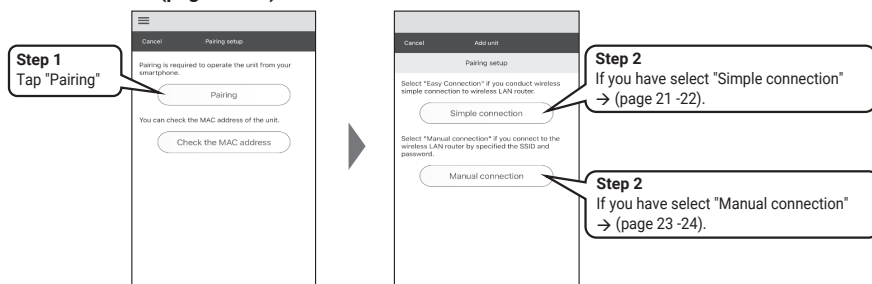 Step 1
Tap "Pairing"
Cancel
Pairing setup
Pairing is required to operate the unit from your
smartphone.
Pairing
You can check the MAC address of the unit.
Check the MAC address
Cancel
Add unit
Pairing setup
Select "Easy Connection" if you conduct wireless
simple connection to wireless LAN router.
Simple connection
Select "Manual connection" if you connect to the
wireless LAN router by specified the SSID and
password.
Manual connection
Step 2
If you have select "Simple connection"
→ (page 21 -22).
Step 2
If you have select "Manual connection"
→ (page 23 -24).